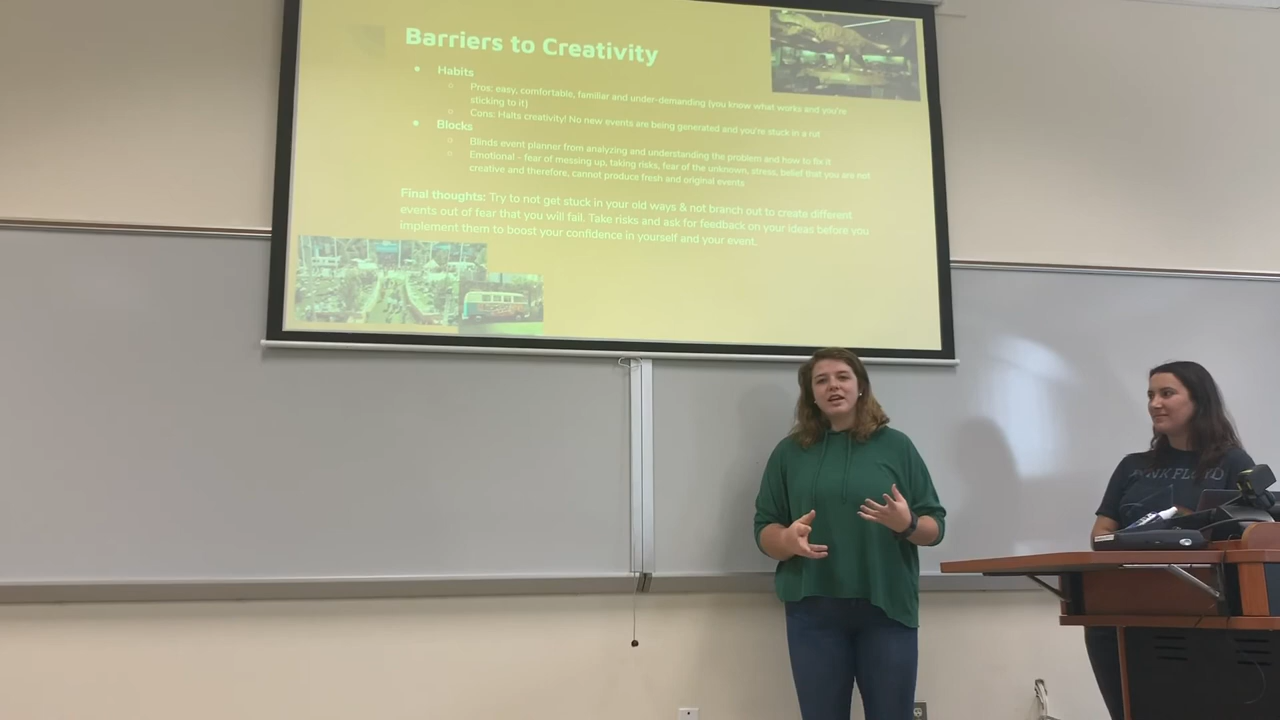 Barriers to Creativity
● Habits
○ Pros: easy, comfortable, familiar and under-demanding (you know what works and you're
sticking to it)
○ Cons: Halts creativity! No new events are being generated and you're stuck in a rut
● Blocks
○ Blinds event planner from analyzing and understanding the problem and how to fix it
○ Emotional - fear of messing up, taking risks, fear of the unknown, stress, belief that you are not
creative and therefore, cannot produce fresh and original events
Final thoughts: Try to not get stuck in your old ways & not branch out to create different
events out of fear that you will fail. Take risks and ask for feedback on your ideas before you
implement them to boost your confidence in yourself and your event.
PINK FLOYD